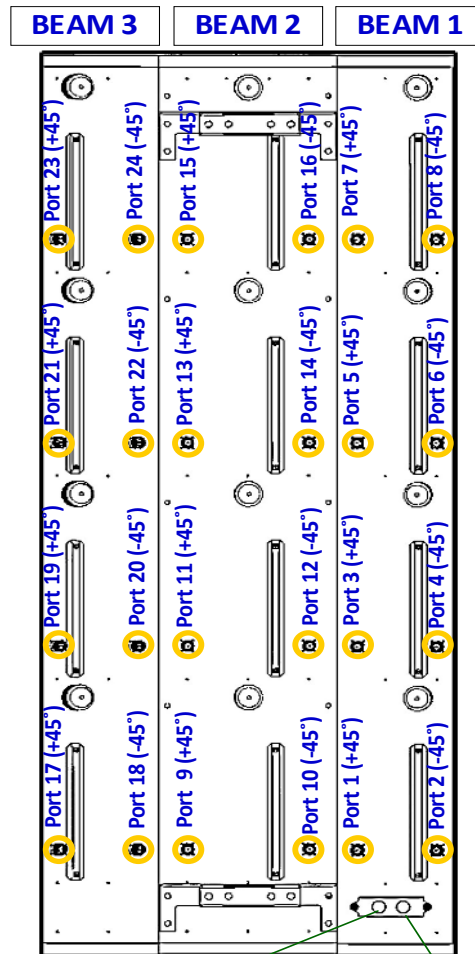 BEAM 3
BEAM 2
BEAM 1
Port 23 (+45°)
Port 24 (-45°)
Port 15 (+45°)
Port 16 (-45°)
Port 7 (+45°)
Port 8 (-45°)
Port 21 (+45°)
Port 22 (-45°)
Port 13 (+45°)
Port 14 (-45°)
Port 5 (+45°)
Port 6 (-45°)
Port 19 (+45°)
Port 20 (-45°)
Port 11 (+45°)
Port 12 (-45°)
Port 3 (+45°)
Port 4 (-45°)
Port 17 (+45°)
Port 18 (-45°)
Port 9 (+45°)
Port 10 (-45°)
Port 1 (+45°)
Port 2 (-45°)